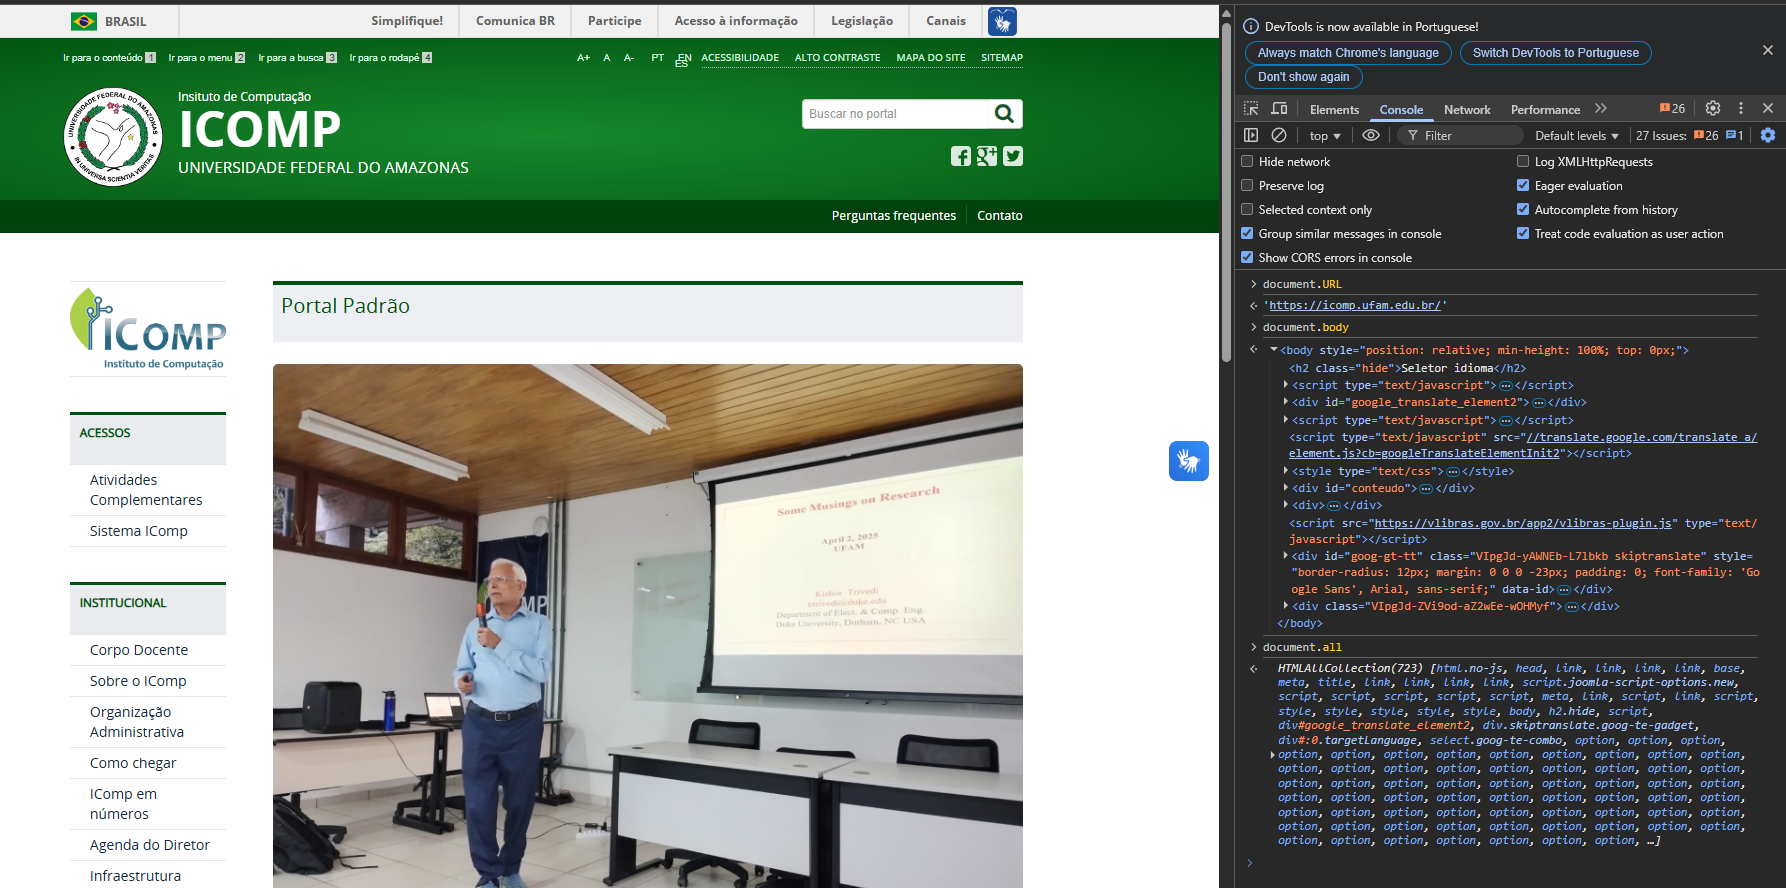 BRASIL
Simplifique!
Comunica BR
Participe
Acesso à informação
Legislação
Canais
Ir para o conteúdo 1
Ir para o menu 2
Ir para a busca 3
Ir para o rodapé 4
A+
A
A-
PT
EN
ES
ACESSIBILIDADE
ALTO CONTRASTE
MAPA DO SITE
SITEMAP
UNIVERSIDADE FEDERAL DO AMAZONAS
IN UNIVERSA SCIENTIA VERITAS
Insituto de Computação
ICOMP
UNIVERSIDADE FEDERAL DO AMAZONAS
Buscar no portal
Perguntas frequentes
Contato
ICOMP
Instituto de Computação
ACESSOS
Atividades
Complementares
Sistema IComp
INSTITUCIONAL
Corpo Docente
Sobre o IComp
Organização
Administrativa
Como chegar
IComp em
números
Agenda do Diretor
Infraestrutura
Portal Padrão
Some Musings on Research
April 2, 2025
UFAM
Kishor Trivedi
ktrivedi@duke.edu
Department of Elect. & Comp. Eng.
Duke University, Durham, NC USA
DevTools is now available in Portuguese!
Always match Chrome's language
Switch DevTools to Portuguese
Don't show again
Elements
Console
Network
Performance
26
top
Filter
Default levels
27 Issues:
26
1
Hide network
Log XMLHttpRequests
Preserve log
Eager evaluation
Selected context only
Autocomplete from history
Group similar messages in console
Treat code evaluation as user action
Show CORS errors in console
document.URL
'https://icomp.ufam.edu.br/'
document.body
<body style="position: relative; min-height: 100%; top: 0px;">
<h2 class="hide">Seletor idioma</h2>
<script type="text/javascript">…</script>
<div id="google_translate_element2">…</div>
<script type="text/javascript">…</script>
<script type="text/javascript" src="//translate.google.com/translate_a/
element.js?cb=googleTranslateElementInit2"></script>
<style type="text/css">…</style>
<div id="conteudo">…</div>
<div>…</div>
<script src="https://vlibras.gov.br/app2/vlibras-plugin.js" type="text/
javascript"></script>
<div id="goog-gt-tt" class="VIpgJd-yAWNEb-L7lbkb skiptranslate" style=
"border-radius: 12px; margin: 0 0 0 -23px; padding: 0; font-family: 'Go
ogle Sans', Arial, sans-serif;" data-id>…</div>
<div class="VIpgJd-ZVi9od-aZ2wEe-wOHMyf">…</div>
</body>
document.all
HTMLAllCollection(723) [html.no-js, head, link, link, link, link, base,
meta, title, link, link, link, link, script.joomla-script-options.new,
script, script, script, script, script, meta, link, script, link, script,
style, style, style, style, style, body, h2.hide, script,
div#google_translate_element2, div.skiptranslate.goog-te-gadget,
div#:0.targetLanguage, select.goog-te-combo, option, option, option,
option, option, option, option, option, option, option, option, option,
option, option, option, option, option, option, option, option, option,
option, option, option, option, option, option, option, option, option,
option, option, option, option, option, option, option, option, option,
option, option, option, option, option, option, option, option, option,
option, option, option, option, option, option, option, option, option,
option, option, option, option, option, option, option, …]